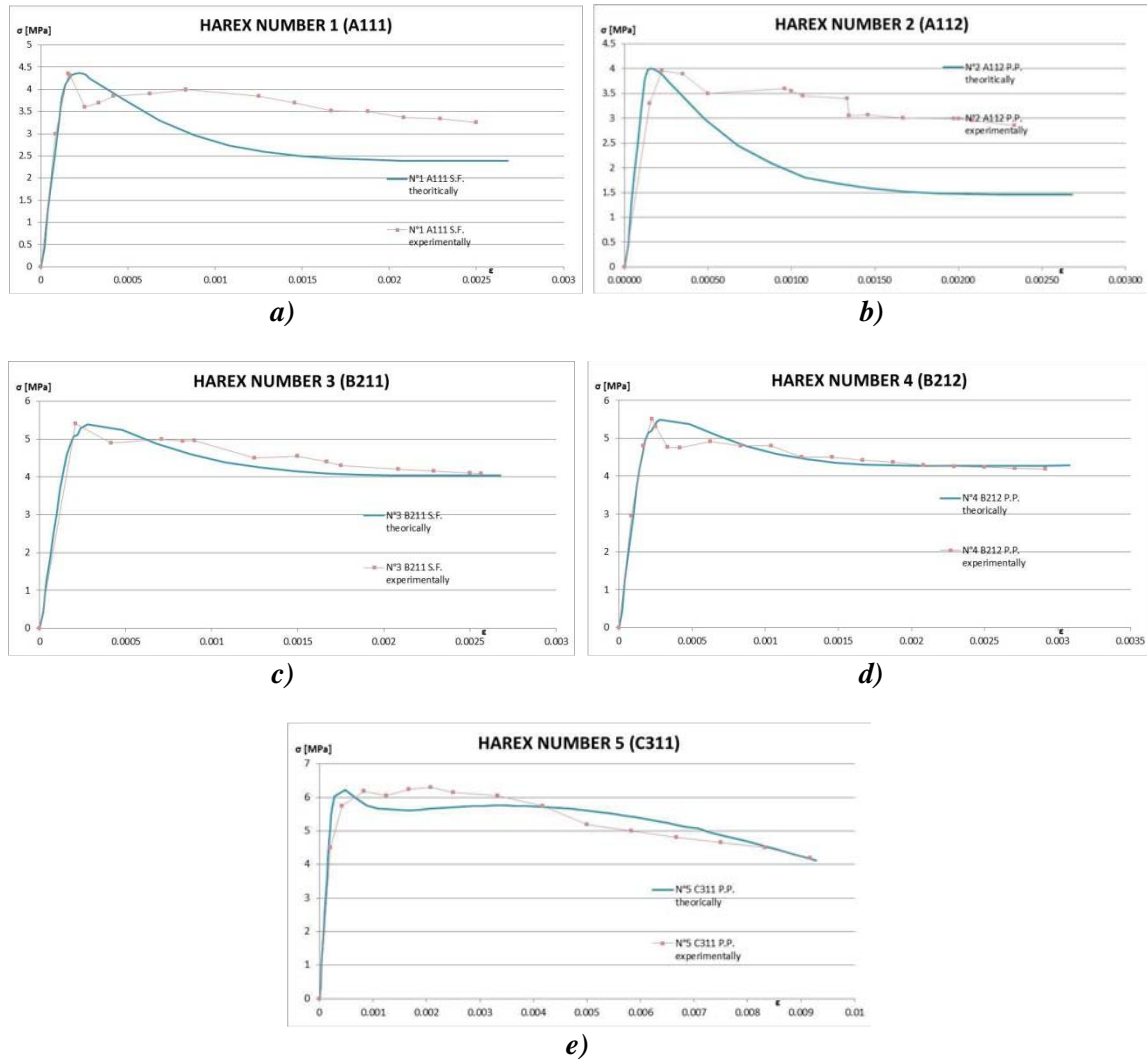 HAREX NUMBER 1 (A111)
σ [MPa]
5
4.5
4
3.5
3
2.5
2
1.5
1
0.5
0
0 0.0005 0.001 0.0015 0.002 0.0025 0.003
ε
N°1 A111 S.F.
theoritically
N°1 A111 S.F.
experimentally
a)
HAREX NUMBER 2 (A112)
σ [MPa]
4.5
4
3.5
3
2.5
2
1.5
1
0.5
0
0.00000 0.00050 0.00100 0.00150 0.00200 0.00250 0.00300
ε
N°2 A112 P.P.
theoritically
N°2 A112 P.P.
experimentally
b)
HAREX NUMBER 3 (B211)
σ [MPa]
6
5
4
3
2
1
0
0 0.0005 0.001 0.0015 0.002 0.0025 0.003
ε
N°3 B211 S.F.
theorically
N°3 B211 S.F.
experimentally
c)
HAREX NUMBER 4 (B212)
σ [MPa]
6
5
4
3
2
1
0
0 0.0005 0.001 0.0015 0.002 0.0025 0.003 0.0035
ε
N°4 B212 P.P.
theorically
N°4 B212 P.P.
experimentally
d)
HAREX NUMBER 5 (C311)
σ [MPa]
7
6
5
4
3
2
1
0
0 0.001 0.002 0.003 0.004 0.005 0.006 0.007 0.008 0.009 0.01
ε
N°5 C311 P.P.
theorically
N°5 C311 P.P.
experimentally
e)